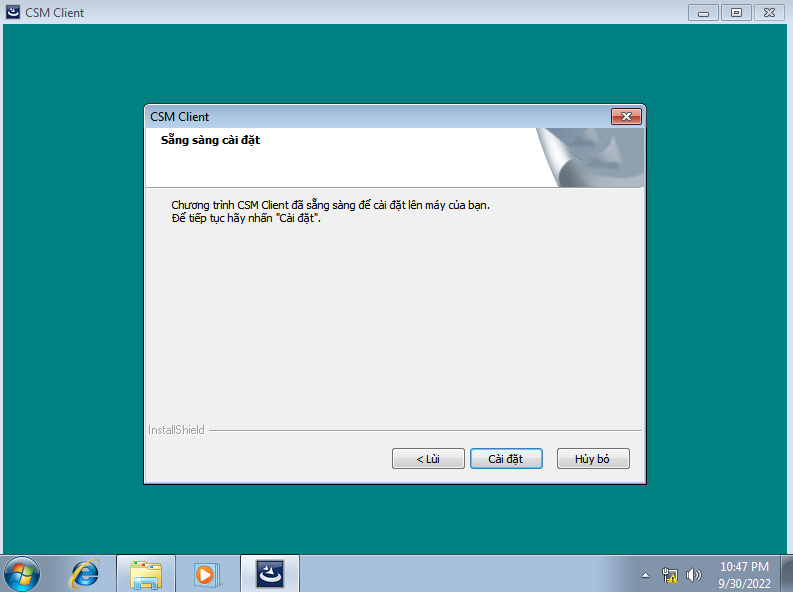 CSM Client
CSM Client
Sẵng sàng cài đặt
Chương trình CSM Client đã sẵng sàng để cài đặt lên máy của bạn.
Để tiếp tục hãy nhấn "Cài đặt".
InstallShield
< Lùi
Cài đặt
Hủy bỏ
10:47 PM
9/30/2022